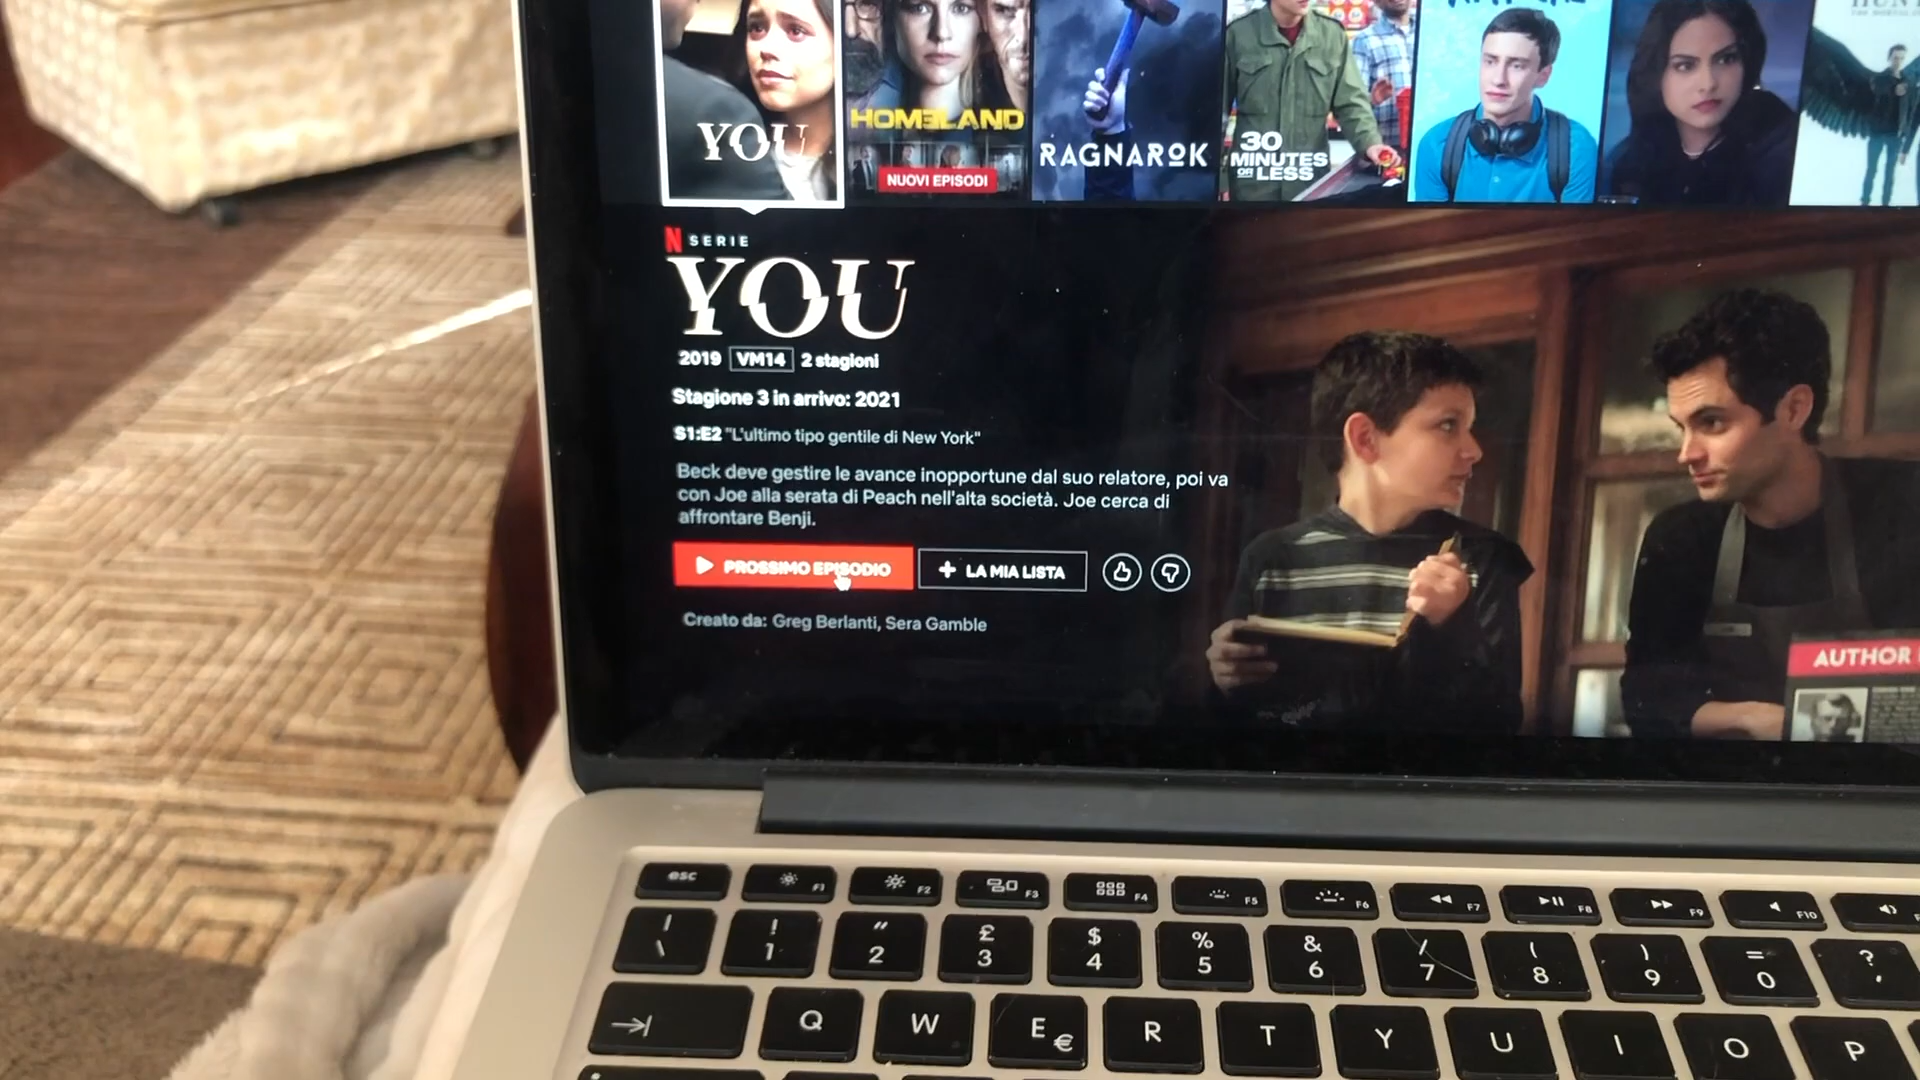 YOU
HOMELAND
NUOVI EPISODI
RAGNARØK
30
MINUTES
OR LESS
N SERIE
YOU
2019 VM14 2 stagioni
Stagione 3 in arrivo: 2021
S1:E2 "L'ultimo tipo gentile di New York"
Beck deve gestire le avance inopportune dal suo relatore, poi va
con Joe alla serata di Peach nell'alta società. Joe cerca di
affrontare Benji.
PROSSIMO EPISODIO + LA MIA LISTA
Creato da: Greg Berlanti, Sera Gamble
AUTHOR
esc F1 F2 F3 F4 F5 F6 F7 F8 F9 F10
| ! " £ $ % & / ( ) = ?
\ 1 2 3 4 5 6 7 8 9 0 '
Q W E € R T Y U I O P